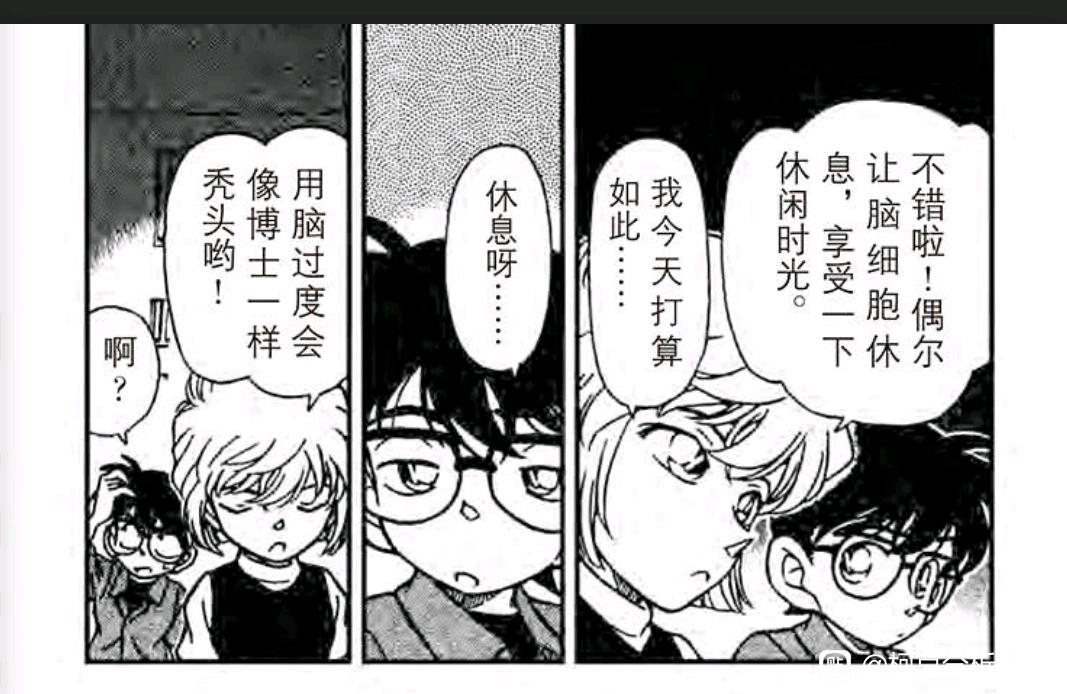 不错啦！偶尔
让脑细胞休
息，享受一下
休闲时光。
我今天打算
如此……
休息呀……
用脑过度会
像博士一样
秃头哟！
啊？